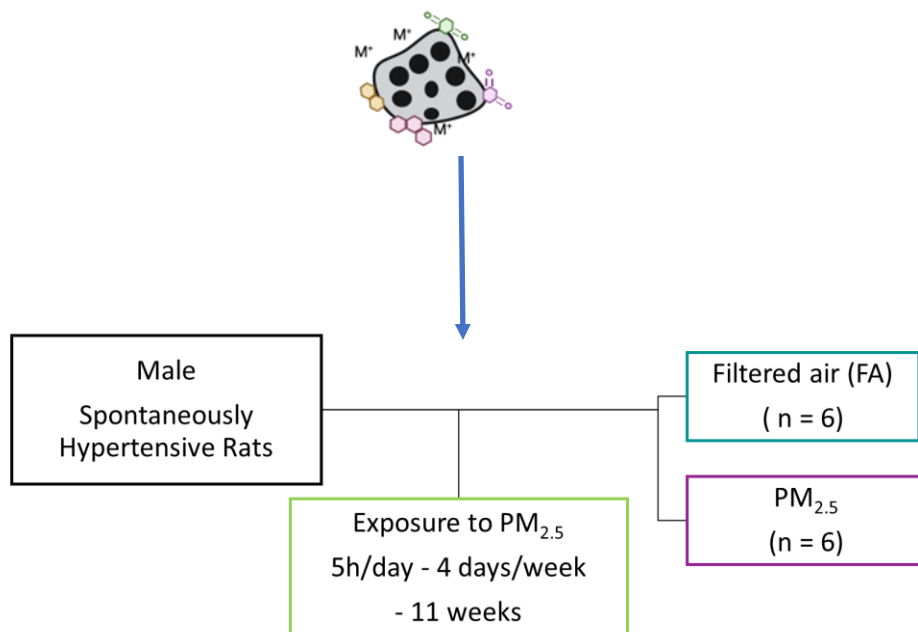 M⁺
M⁺
M⁺
M⁺
Male
Spontaneously
Hypertensive Rats
Filtered air (FA)
( n = 6)
Exposure to PM₂.₅
5h/day - 4 days/week
- 11 weeks
PM₂.₅
(n = 6)